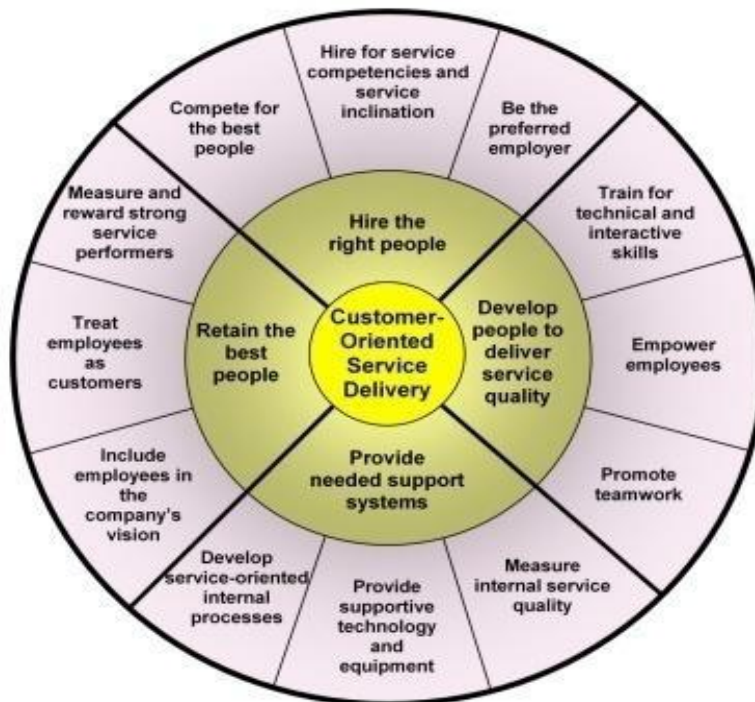 Hire for service
competencies and
service
inclination
Be the
preferred
employer
Train for
technical and
interactive
skills
Empower
employees
Promote
teamwork
Measure
internal service
quality
Provide
supportive
technology
and
equipment
Develop
service-oriented
internal
processes
Include
employees in
the
company's
vision
Treat
employees
as
customers
Measure and
reward strong
service
performers
Compete for
the best
people
Hire the
right people
Develop
people to
deliver
service
quality
Provide
needed support
systems
Retain the
best
people
Customer-
Oriented
Service
Delivery